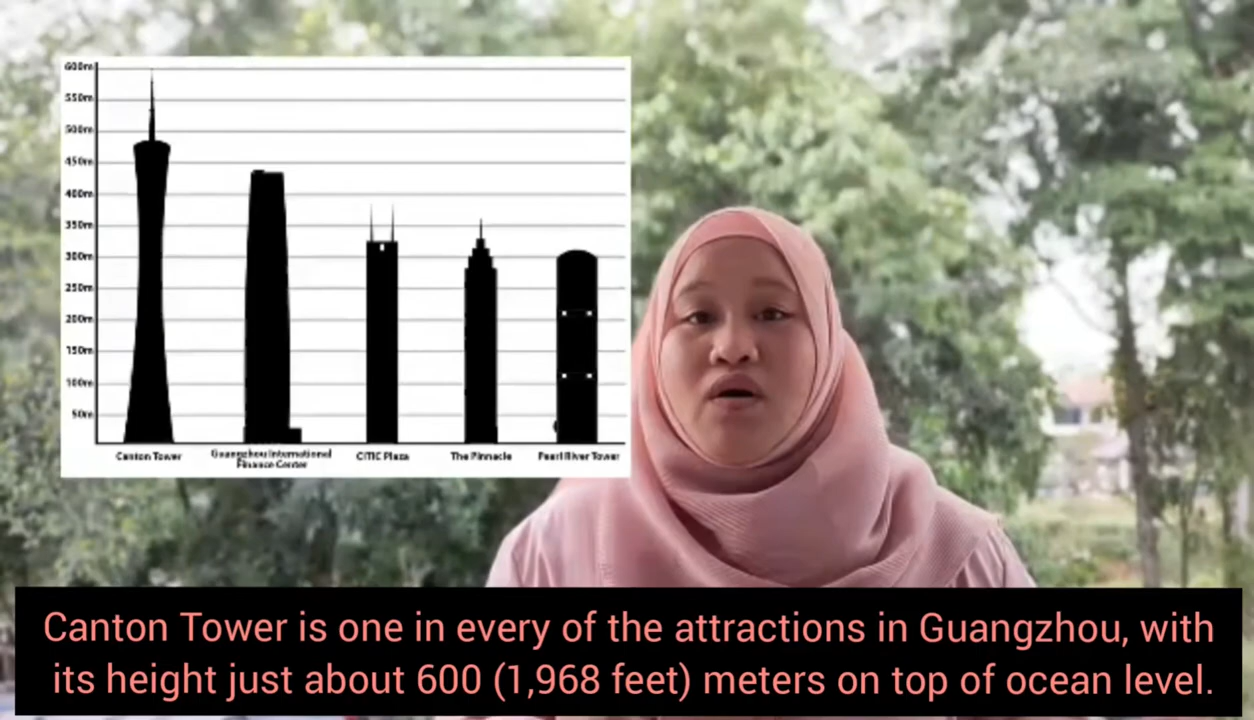 600m
550m
500m
450m
400m
350m
300m
250m
200m
150m
100m
50m
Canton Tower
Guangzhou International
Finance Center
CITIC Plaza
The Pinnacle
Pearl River Tower
Canton Tower is one in every of the attractions in Guangzhou, with
its height just about 600 (1,968 feet) meters on top of ocean level.